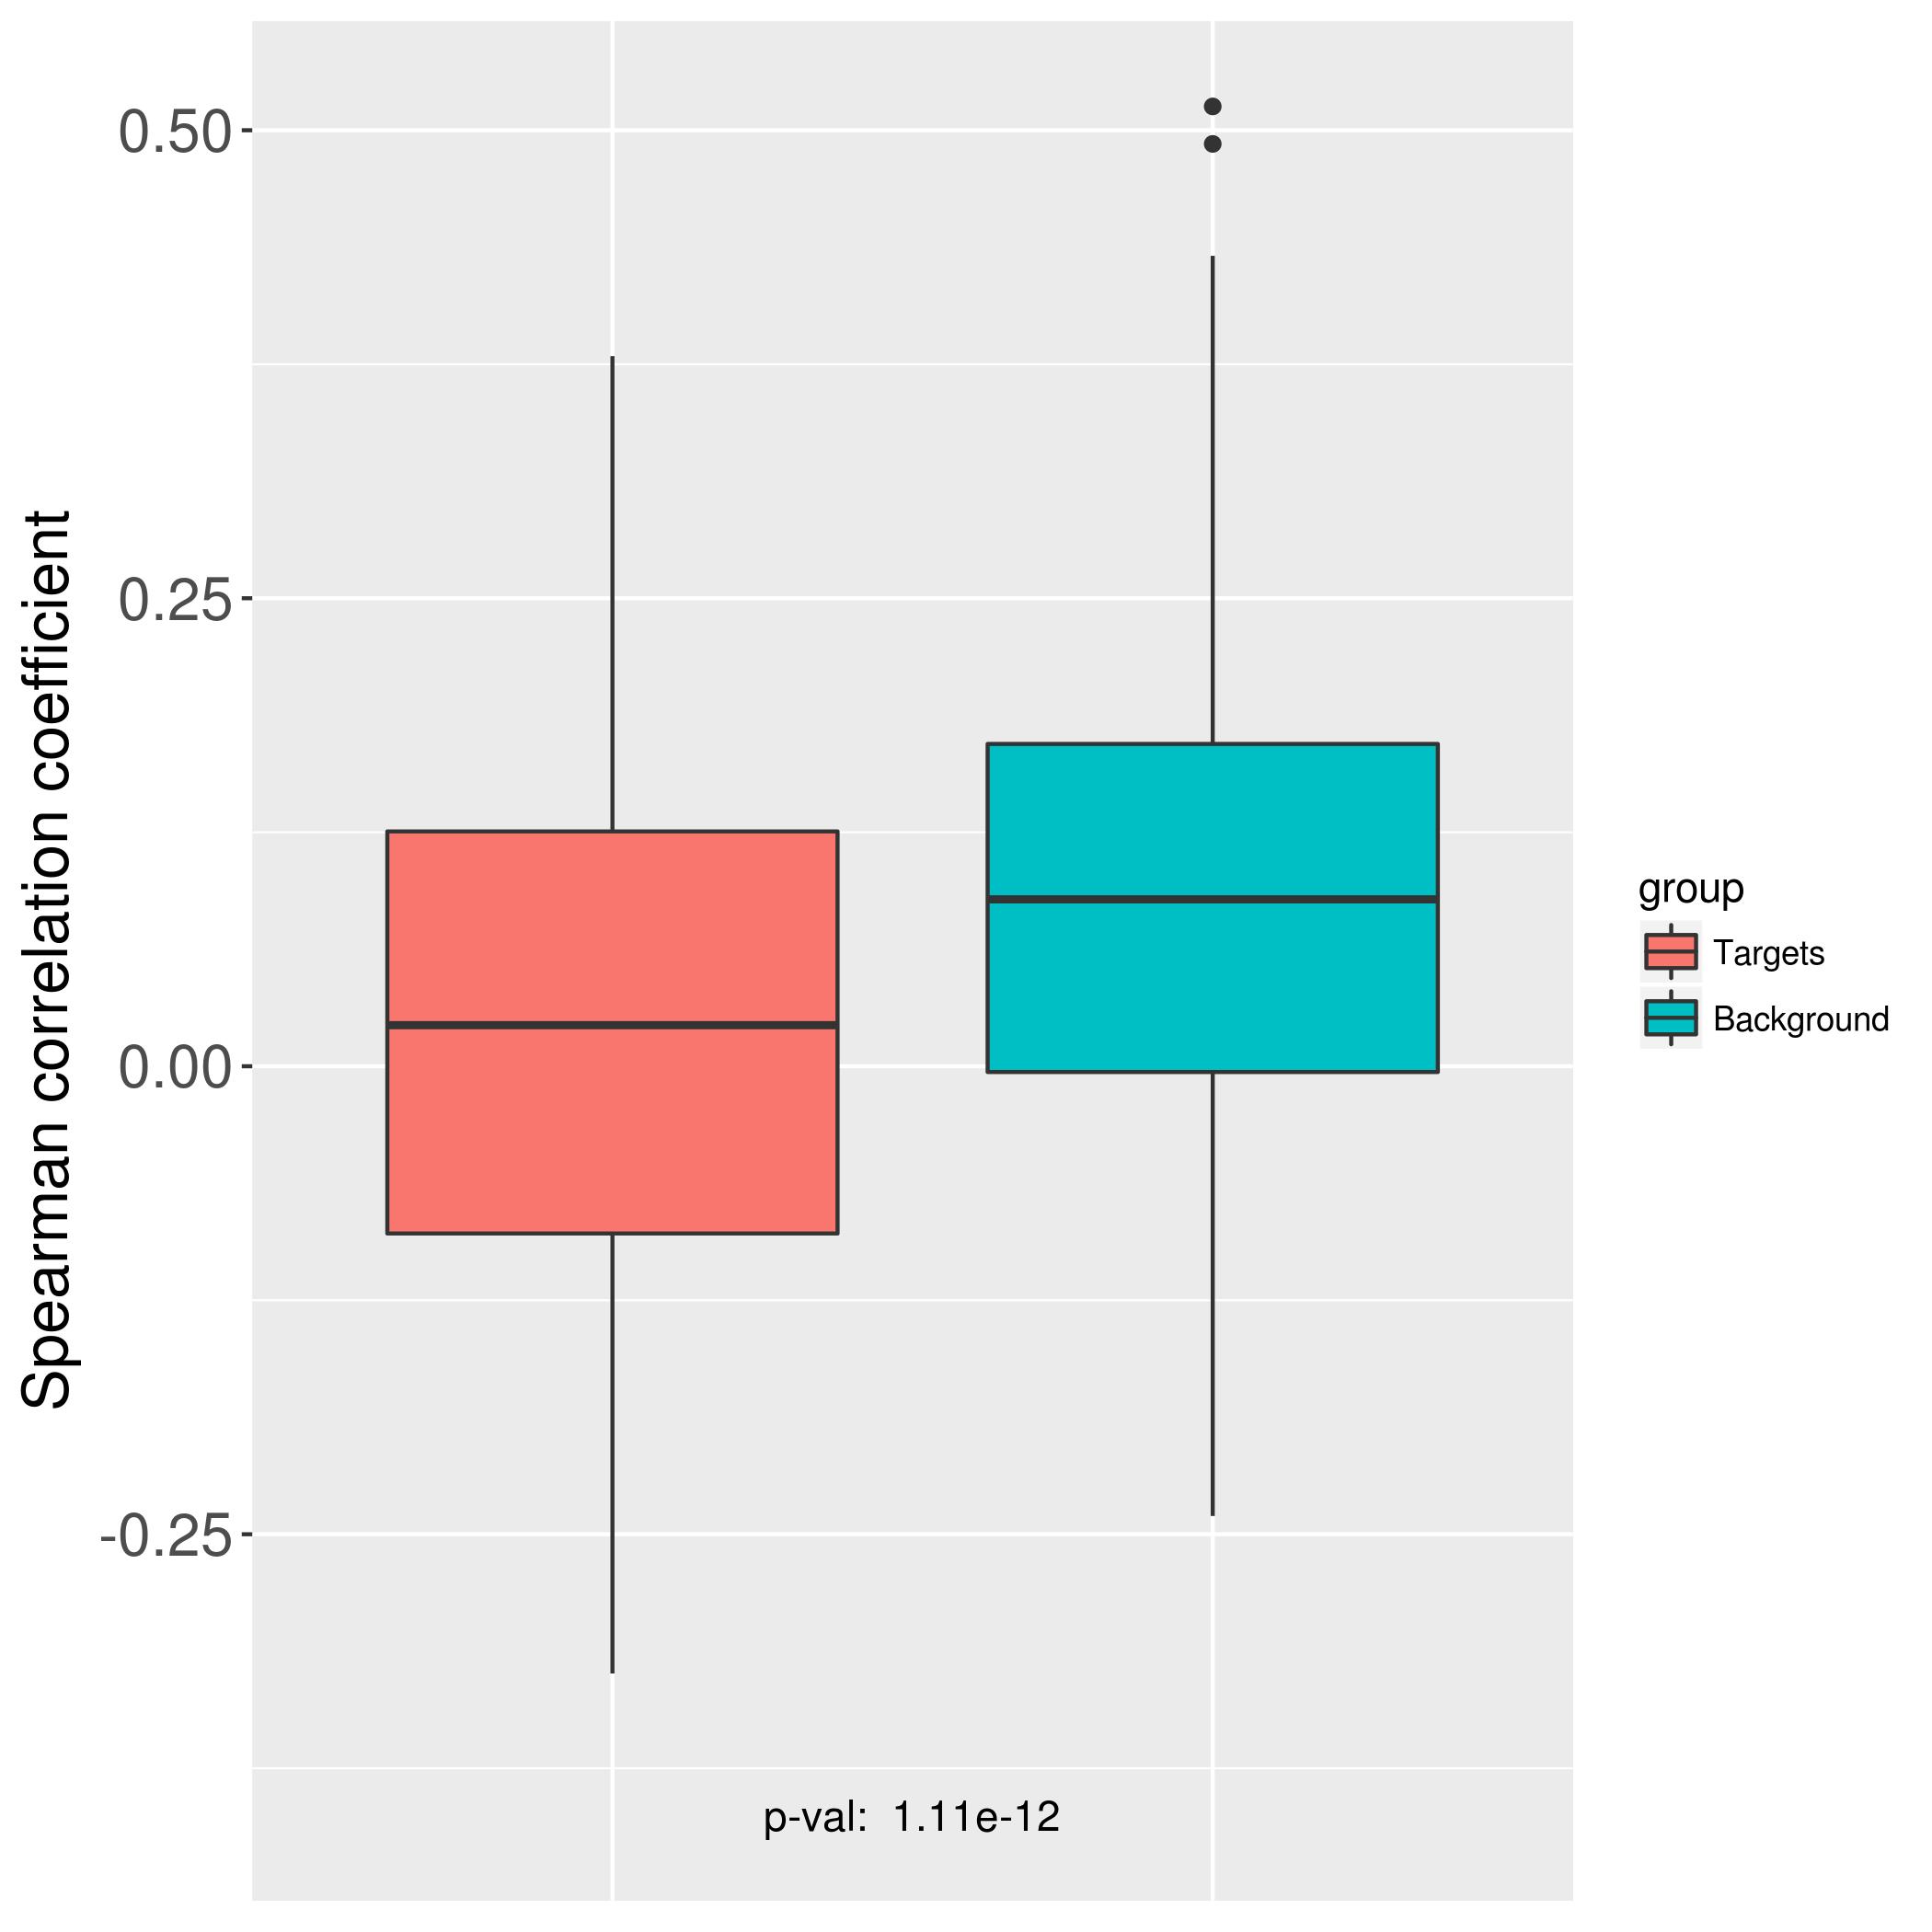 Spearman correlation coefficient
0.50
0.25
0.00
-0.25
p-val: 1.11e-12
group
Targets
Background